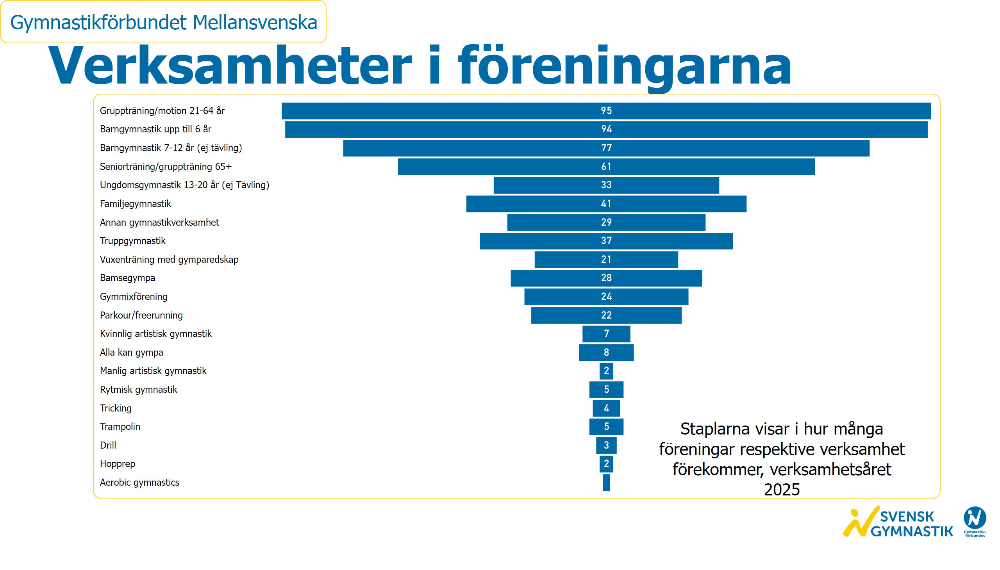 Gymnastikförbundet Mellansvenska
Verksamheter i föreningarna
Gruppträning/motion 21-64 år 95
Barngymnastik upp till 6 år 94
Barngymnastik 7-12 år (ej tävling) 77
Seniorträning/gruppträning 65+ 61
Ungdomsgymnastik 13-20 år (ej Tävling) 33
Familjegymnastik 41
Annan gymnastikverksamhet 29
Truppgymnastik 37
Vuxenträning med gymparedskap 21
Bamsegympa 28
Gymmixförening 24
Parkour/freerunning 22
Kvinnlig artistisk gymnastik 7
Alla kan gympa 8
Manlig artistisk gymnastik 2
Rytmisk gymnastik 5
Tricking 4
Trampolin 5
Drill 3
Hopprep 2
Aerobic gymnastics
Staplarna visar i hur många
föreningar respektive verksamhet
förekommer, verksamhetsåret
2025
SVENSK
GYMNASTIK
Gymnastik-
förbundet